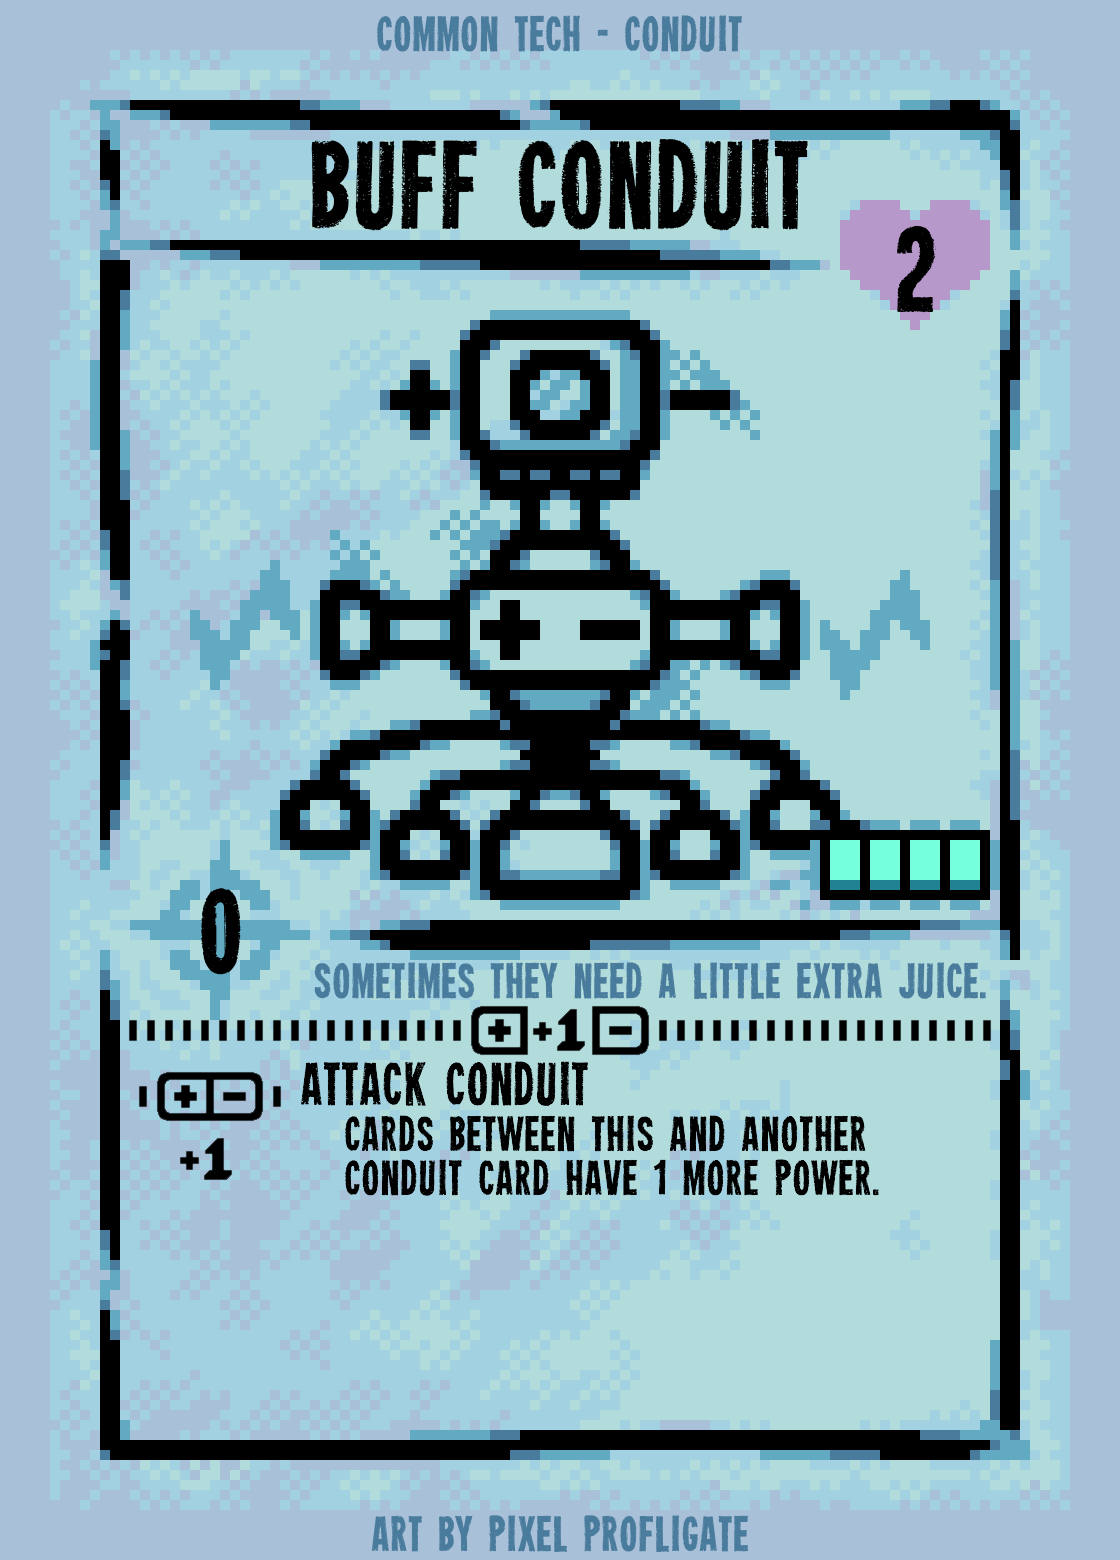 COMMON TECH - CONDUIT
BUFF CONDUIT
2
+ -
+ -
0
SOMETIMES THEY NEED A LITTLE EXTRA JUICE.
+ +1 -
+ - ATTACK CONDUIT
+1 CARDS BETWEEN THIS AND ANOTHER
CONDUIT CARD HAVE 1 MORE POWER.
ART BY PIXEL PROFLIGATE